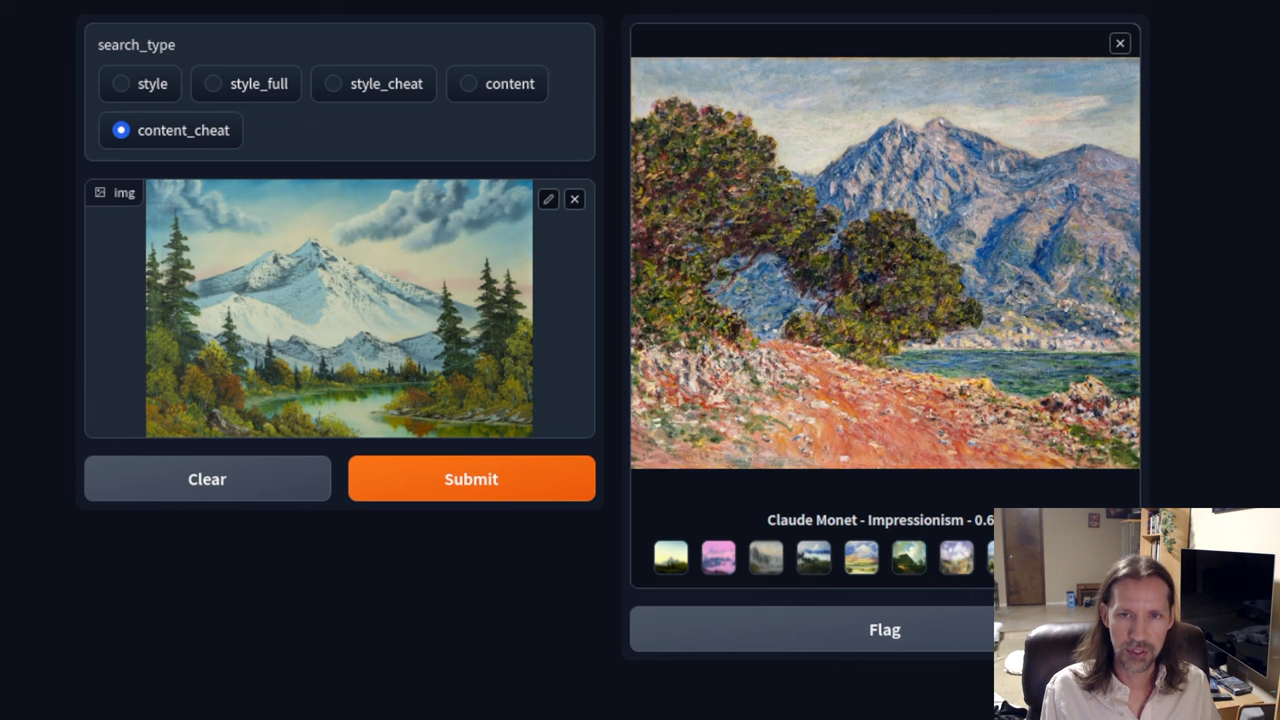 search_type
style style_full style_cheat content
content_cheat
img
Clear Submit
Claude Monet - Impressionism - 0.6
Flag